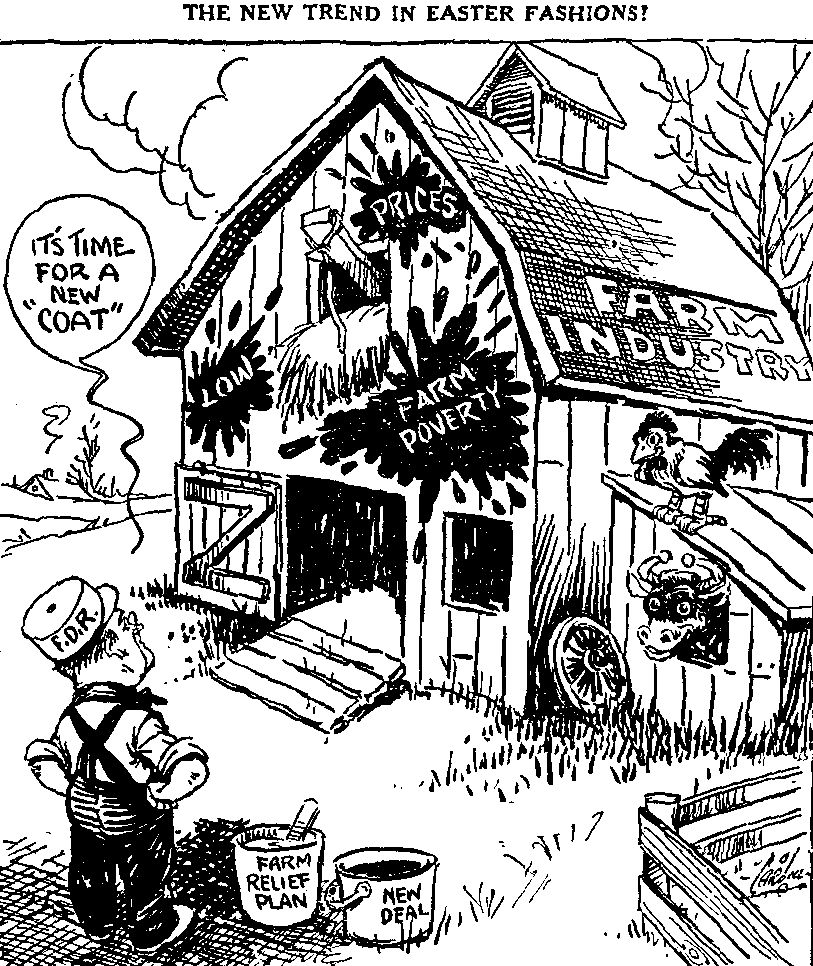 THE NEW TREND IN EASTER FASHIONS!
IT'S TIME
FOR A
NEW
"COAT"
PRICES
LOW
FARM
POVERTY
FARM
INDUSTRY
F.D.R.
FARM
RELIEF
PLAN
NEW
DEAL